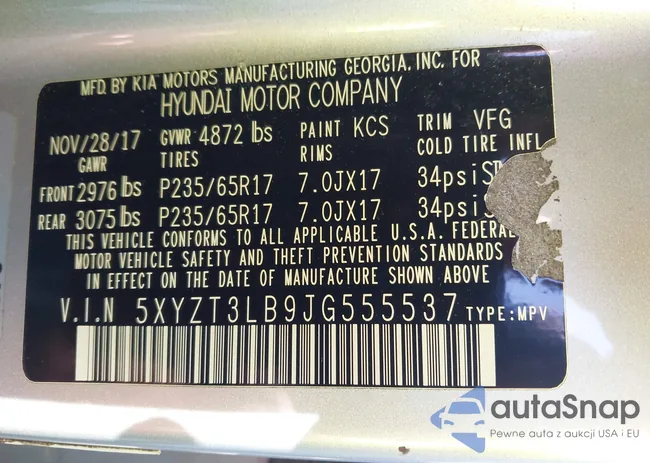 MFD. BY KIA MOTORS MANUFACTURING GEORGIA, INC. FOR
HYUNDAI MOTOR COMPANY
NOV/28/17 GVWR 4872 lbs PAINT KCS TRIM VFG
GAWR TIRES RIMS COLD TIRE INFL
FRONT 2976 lbs P235/65R17 7.0JX17 34psi
REAR 3075 lbs P235/65R17 7.0JX17 34psi
THIS VEHICLE CONFORMS TO ALL APPLICABLE U.S.A. FEDERAL
MOTOR VEHICLE SAFETY AND THEFT PREVENTION STANDARDS
IN EFFECT ON THE DATE OF MANUFACTURE SHOWN ABOVE
V.I.N 5XYZT3LB9JG555537 TYPE:MPV
autaSnap
Pewne auta z aukcji USA i EU